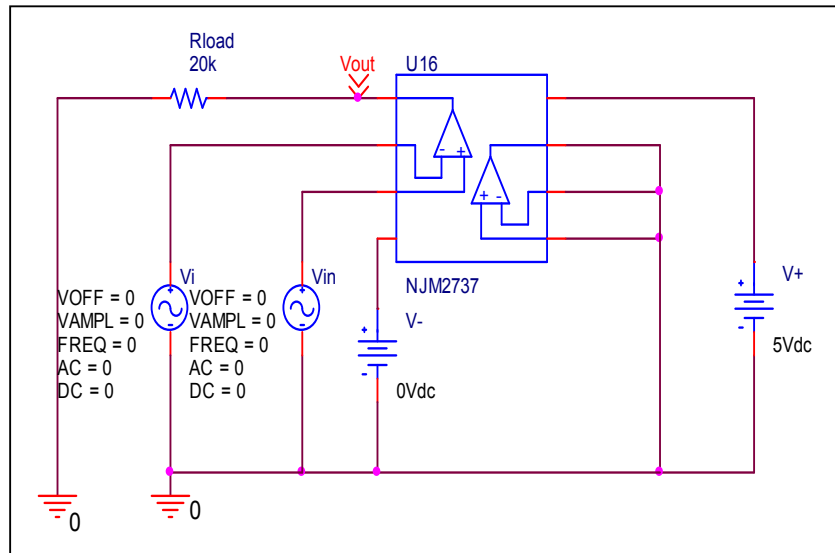 Rload
20k
Vout
U16
- +
+ -
NJM2737
Vi
VOFF = 0
VAMPL = 0
FREQ = 0
AC = 0
DC = 0
Vin
VOFF = 0
VAMPL = 0
FREQ = 0
AC = 0
DC = 0
V-
0Vdc
V+
5Vdc
0
0